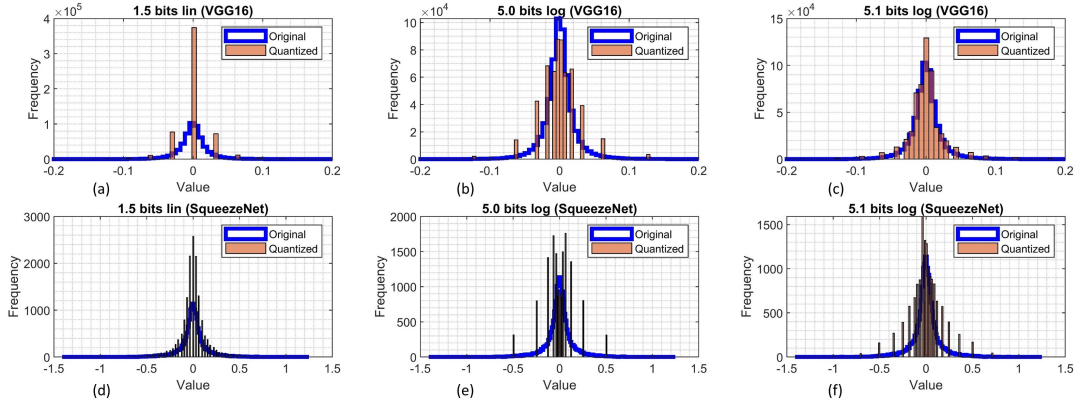 1.5 bits lin (VGG16)
×10^5
4
3
2
1
0
Frequency
Original
Quantized
-0.2
-0.1
0
0.1
0.2
(a)
Value
5.0 bits log (VGG16)
×10^4
10
5
0
Frequency
Original
Quantized
-0.2
-0.1
0
0.1
0.2
(b)
Value
5.1 bits log (VGG16)
×10^4
15
10
5
0
Frequency
Original
Quantized
-0.2
-0.1
0
0.1
0.2
(c)
Value
1.5 bits lin (SqueezeNet)
3000
2000
1000
0
Frequency
Original
Quantized
-1.5
-1
-0.5
0
0.5
1
1.5
(d)
Value
5.0 bits log (SqueezeNet)
2000
1500
1000
500
0
Frequency
Original
Quantized
-1.5
-1
-0.5
0
0.5
1
1.5
(e)
Value
5.1 bits log (SqueezeNet)
1500
1000
500
0
Frequency
Original
Quantized
-1.5
-1
-0.5
0
0.5
1
1.5
(f)
Value